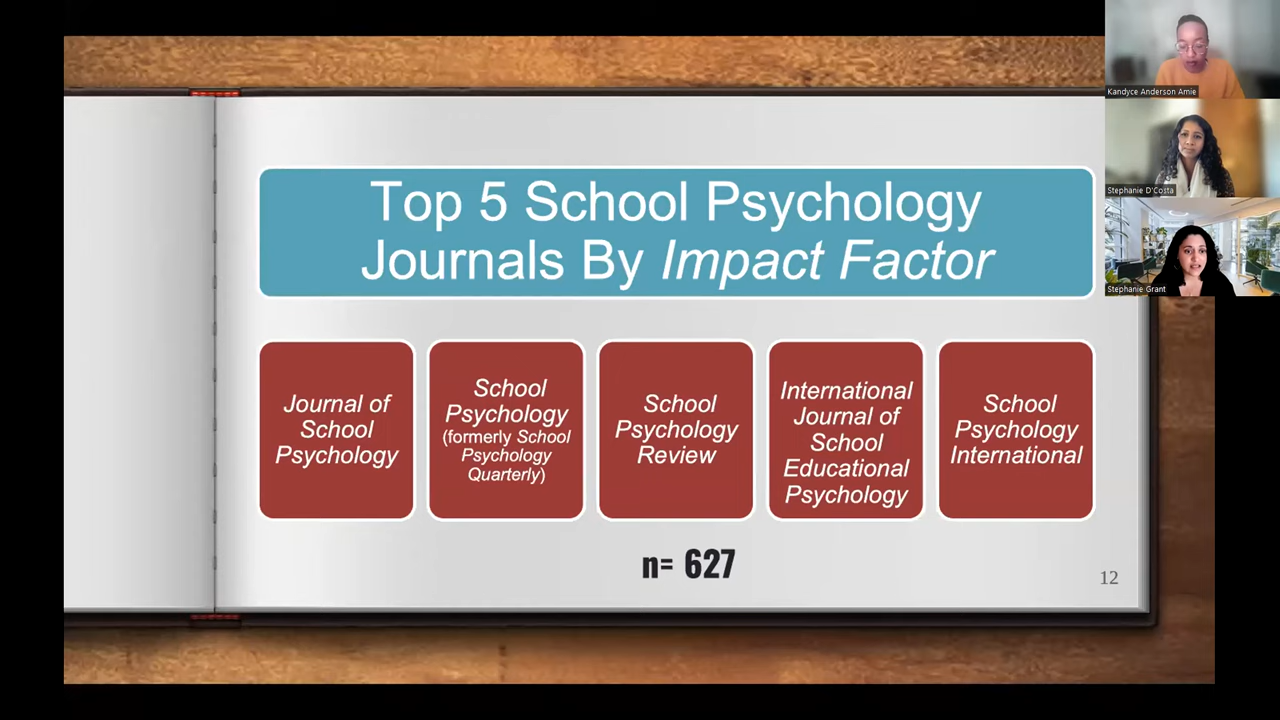 Top 5 School Psychology
Journals By Impact Factor
Journal of
School
Psychology
School
Psychology
(formerly School
Psychology
Quarterly)
School
Psychology
Review
International
Journal of
School
Educational
Psychology
School
Psychology
International
n= 627
12
Kandyce Anderson Amie
Stephanie D'Costa
Stephanie Grant